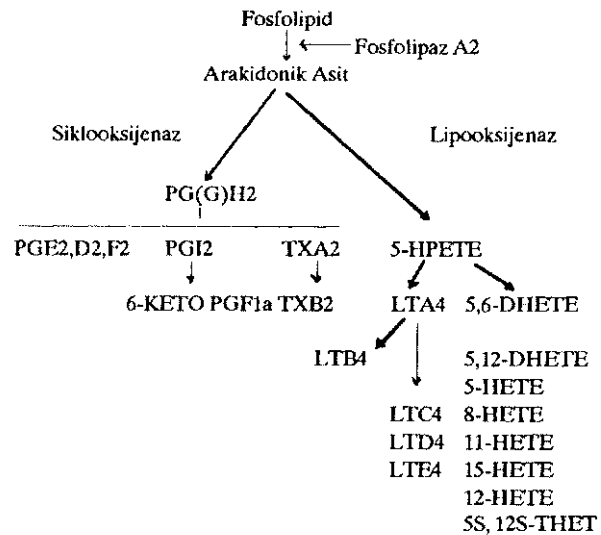 Fosfolipid
Fosfolipaz A2
Arakidonik Asit
Siklooksijenaz Lipooksijenaz
PG(G)H2
PGE2,D2,F2 PGI2 TXA2 5-HPETE
6-KETO PGF1a TXB2 LTA4 5,6-DHETE
LTB4 5,12-DHETE
5-HETE
LTC4 8-HETE
LTD4 11-HETE
LTE4 15-HETE
12-HETE
5S, 12S-THET